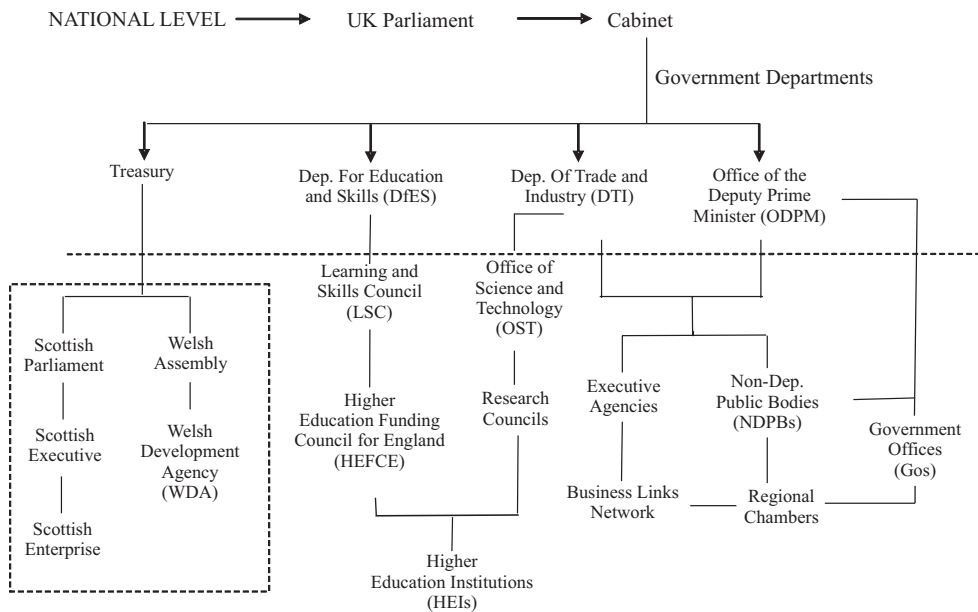 NATIONAL LEVEL
UK Parliament
Cabinet
Government Departments
Treasury
Dep. For Education
and Skills (DfES)
Dep. Of Trade and
Industry (DTI)
Office of the
Deputy Prime
Minister (ODPM)
Learning and
Skills Council
(LSC)
Office of
Science and
Technology
(OST)
Scottish
Parliament
Welsh
Assembly
Higher
Education Funding
Council for England
(HEFCE)
Research
Councils
Executive
Agencies
Non-Dep.
Public Bodies
(NDPBs)
Government
Offices
(Gos)
Scottish
Executive
Welsh
Development
Agency
(WDA)
Business Links
Network
Regional
Chambers
Scottish
Enterprise
Higher
Education Institutions
(HEIs)